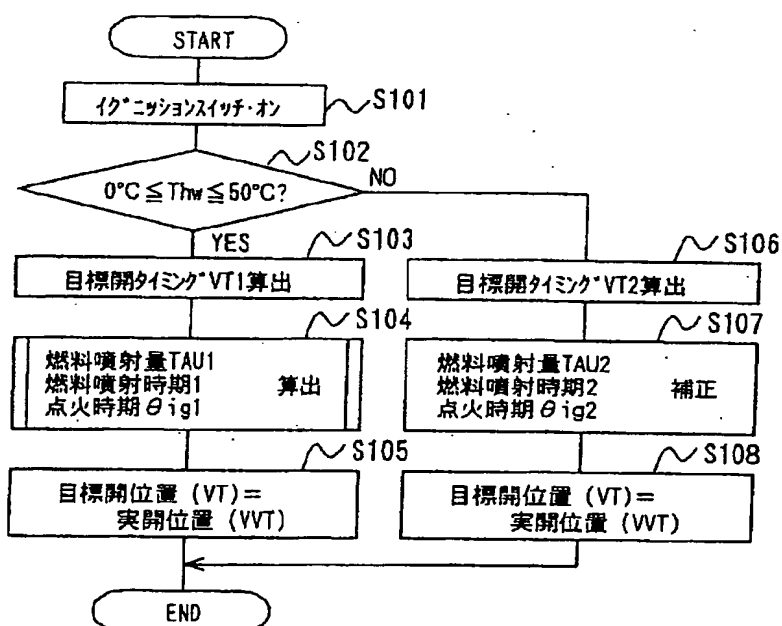 START
イグニッションスイッチ・オン
S101
S102
0°C≦Thw≦50°C?
NO
YES
S103
目標開タイミングVT1算出
S106
目標開タイミングVT2算出
S104
燃料噴射量TAU1
燃料噴射時期1 算出
点火時期θig1
S107
燃料噴射量TAU2
燃料噴射時期2 補正
点火時期θig2
S105
目標開位置 (VT)=
実開位置 (VVT)
S108
目標開位置 (VT)=
実開位置 (VVT)
END